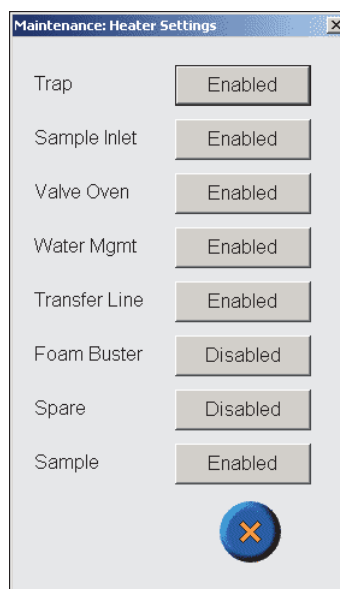 Maintenance: Heater Settings
Trap Enabled
Sample Inlet Enabled
Valve Oven Enabled
Water Mgmt Enabled
Transfer Line Enabled
Foam Buster Disabled
Spare Disabled
Sample Enabled